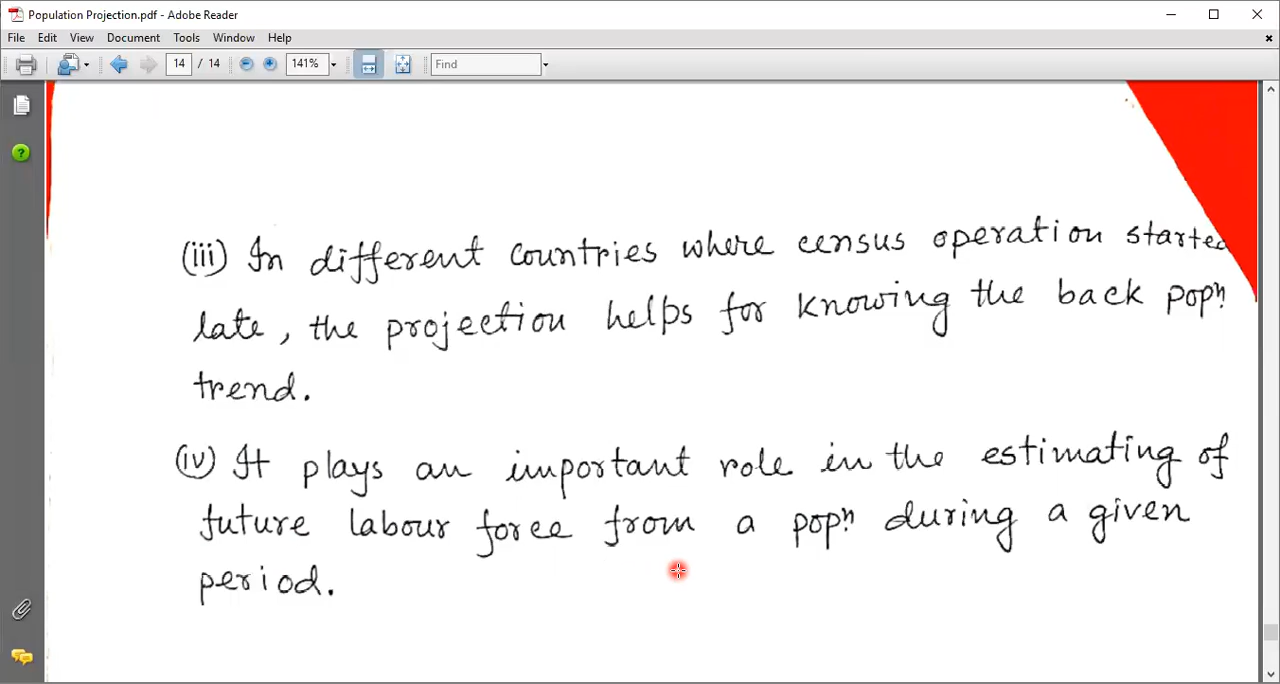 Population Projection.pdf - Adobe Reader
File Edit View Document Tools Window Help
14 / 14 141% Find
(iii) In different countries where census operation started
late, the projection helps for knowing the back popⁿ
trend.
(iv) It plays an important role in the estimating of
future labour force from a popⁿ during a given
period.